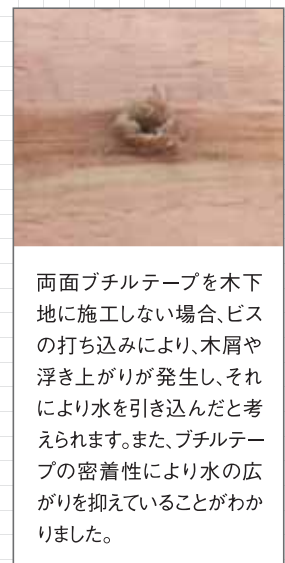 両面ブチルテープを木下
地に施工しない場合、ビス
の打ち込みにより、木屑や
浮き上がりが発生し、それ
により水を引き込んだと考
えられます。また、ブチルテー
プの密着性により水の広
がりを抑えていることがわか
りました。